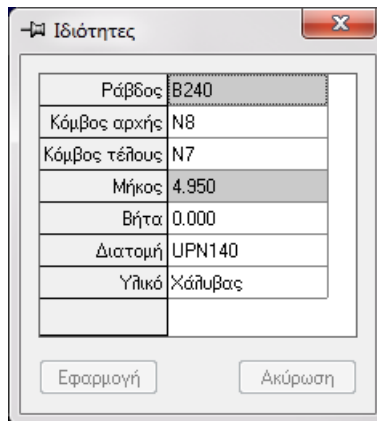 Ιδιότητες
Ράβδος B240
Κόμβος αρχής N8
Κόμβος τέλους N7
Μήκος 4.950
Βήτα 0.000
Διατομή UPN140
Υλικό Χάλυβας
Εφαρμογή Ακύρωση